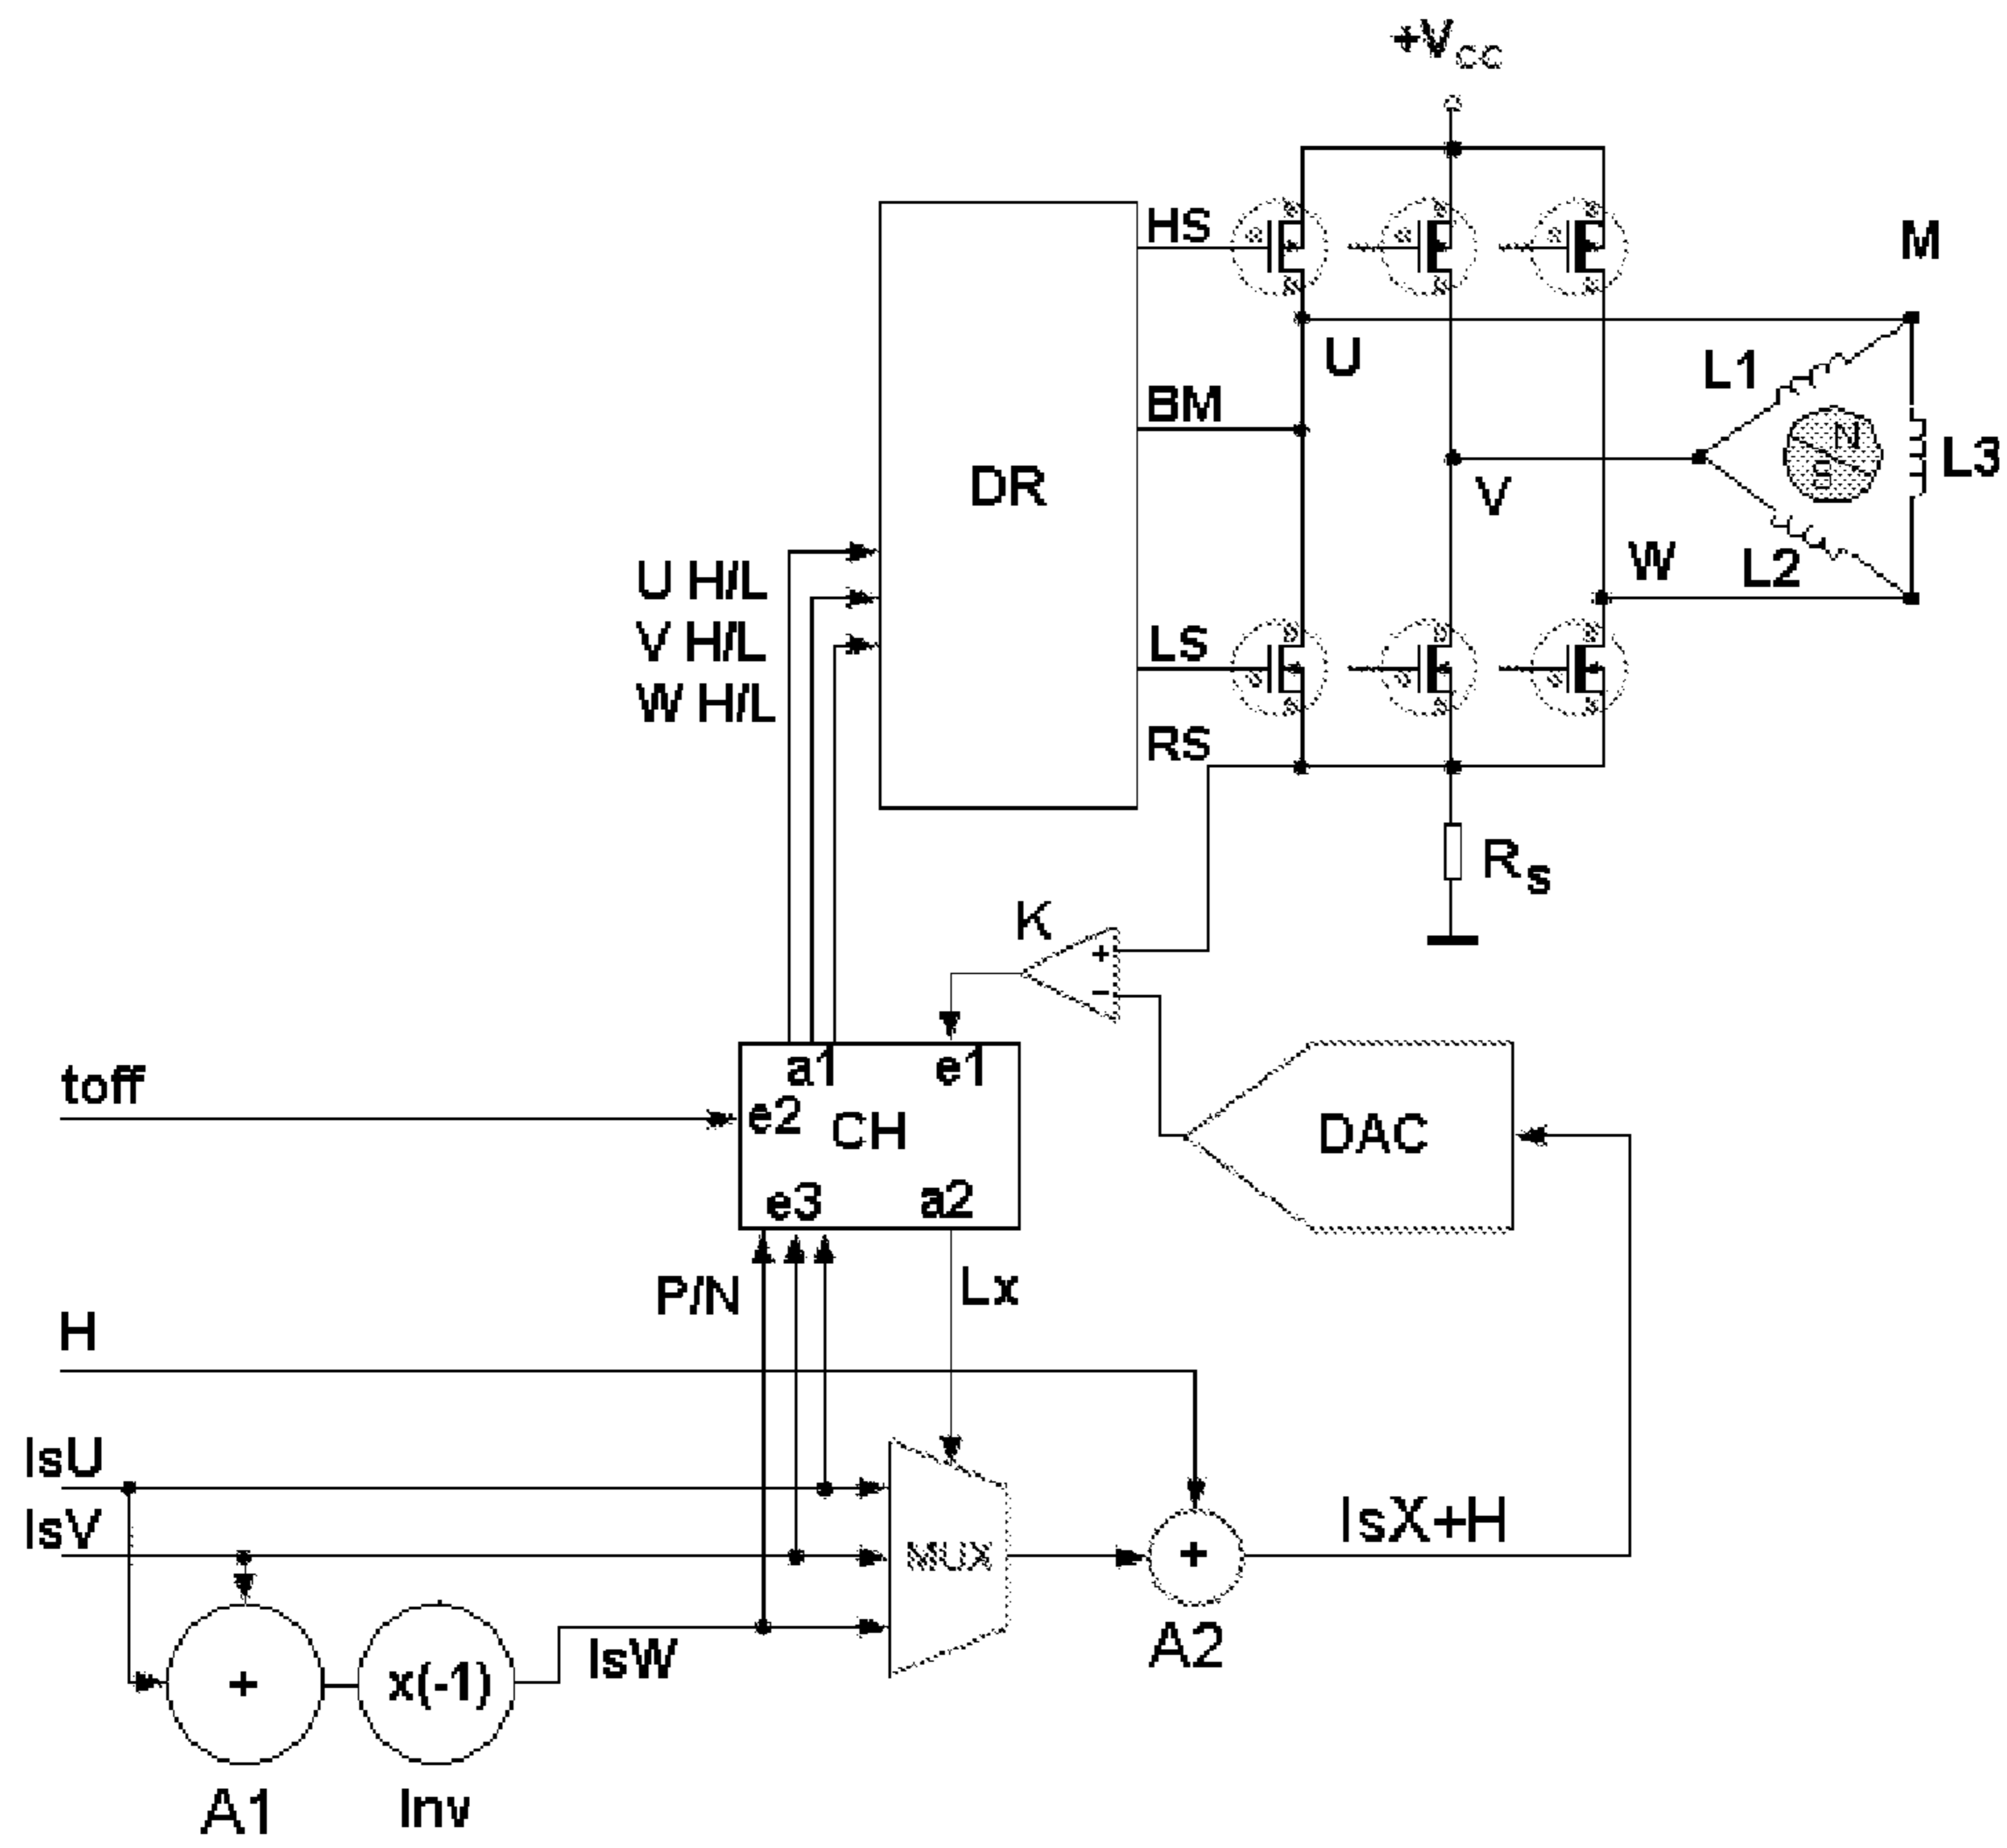 +VCC
HS
M
U
L1
BM
DR
V
L3
W
L2
U H/L
V H/L
W H/L
LS
RS
RS
K
+
−
toff
a1
e1
e2
CH
DAC
e3
a2
P/N
Lx
H
IsU
IsV
MUX
+
IsX+H
A2
IsW
+
x(-1)
A1
Inv